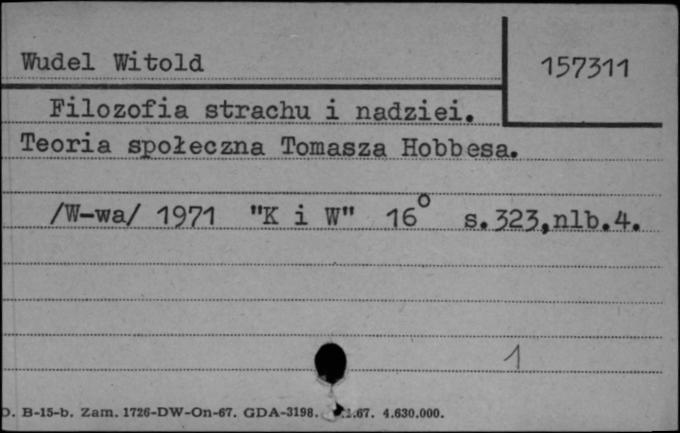 Wudel Witold
157311
Filozofia strachu i nadziei.
Teoria społeczna Tomasza Hobbesa.
/W-wa/ 1971 "K i W" 16° s.323,nlb.4.
1
B-15-b. Zam. 1726-DW-On-67. GDA-3198. .67. 4.630.000.